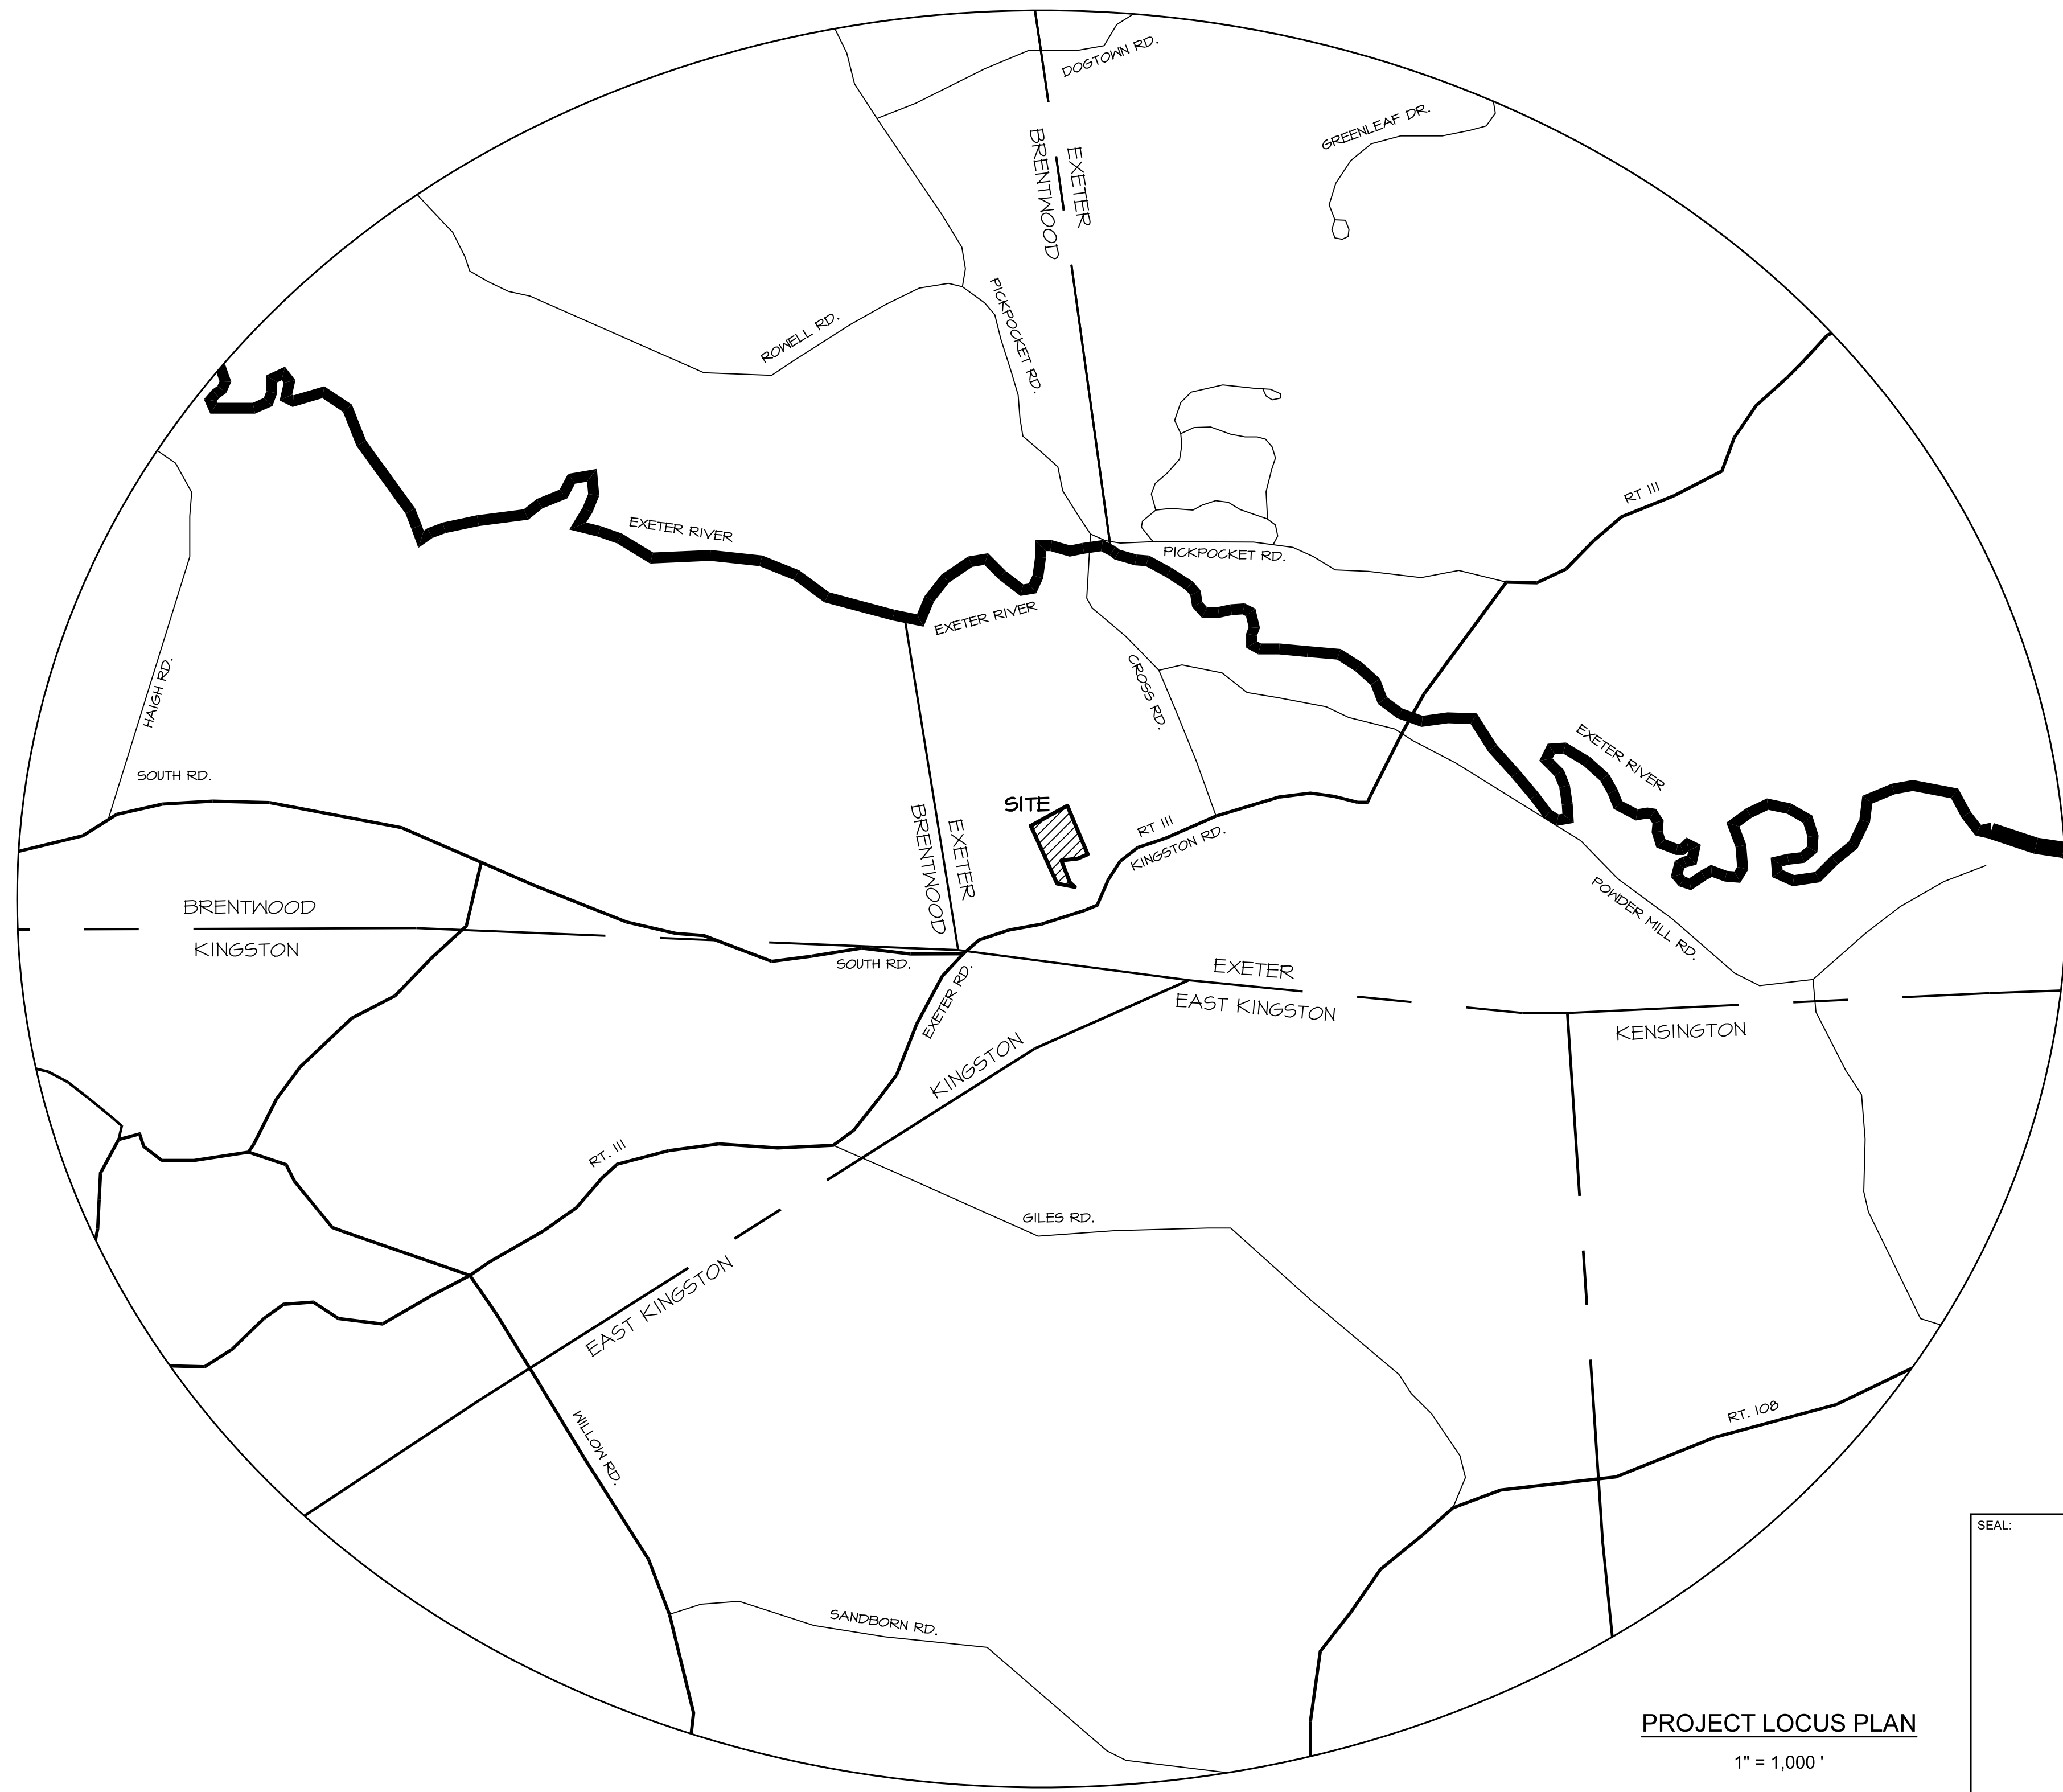 DOGTOWN RD.
GREENLEAF DR.
BRENTWOOD
EXETER
PICKPOCKET RD.
ROWELL RD.
RT 111
EXETER RIVER
PICKPOCKET RD.
EXETER RIVER
CROSS RD.
HAIGH RD.
EXETER RIVER
SOUTH RD.
SITE
RT 111
KINGSTON RD.
BRENTWOOD
EXETER
POWDER MILL RD.
BRENTWOOD
KINGSTON
SOUTH RD.
EXETER RD.
EXETER
EAST KINGSTON
KENSINGTON
KINGSTON
RT. 111
GILES RD.
EAST KINGSTON
WILLOW RD.
RT. 108
SANDBORN RD.
SEAL:
PROJECT LOCUS PLAN
1" = 1,000 '